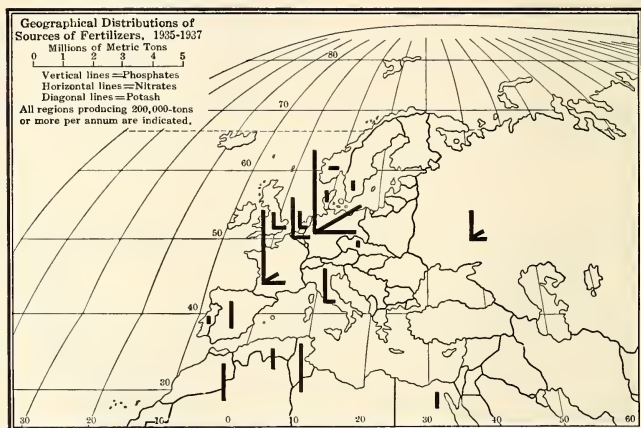 Geographical Distributions of
Sources of Fertilizers, 1935-1937
Millions of Metric Tons
0 1 2 3 4 5
Vertical lines = Phosphates
Horizontal lines = Nitrates
Diagonal lines = Potash
All regions producing 200,000-tons
or more per annum are indicated.
80
70
60
50
40
30
30 20 10 0 10 20 30 40 50 60